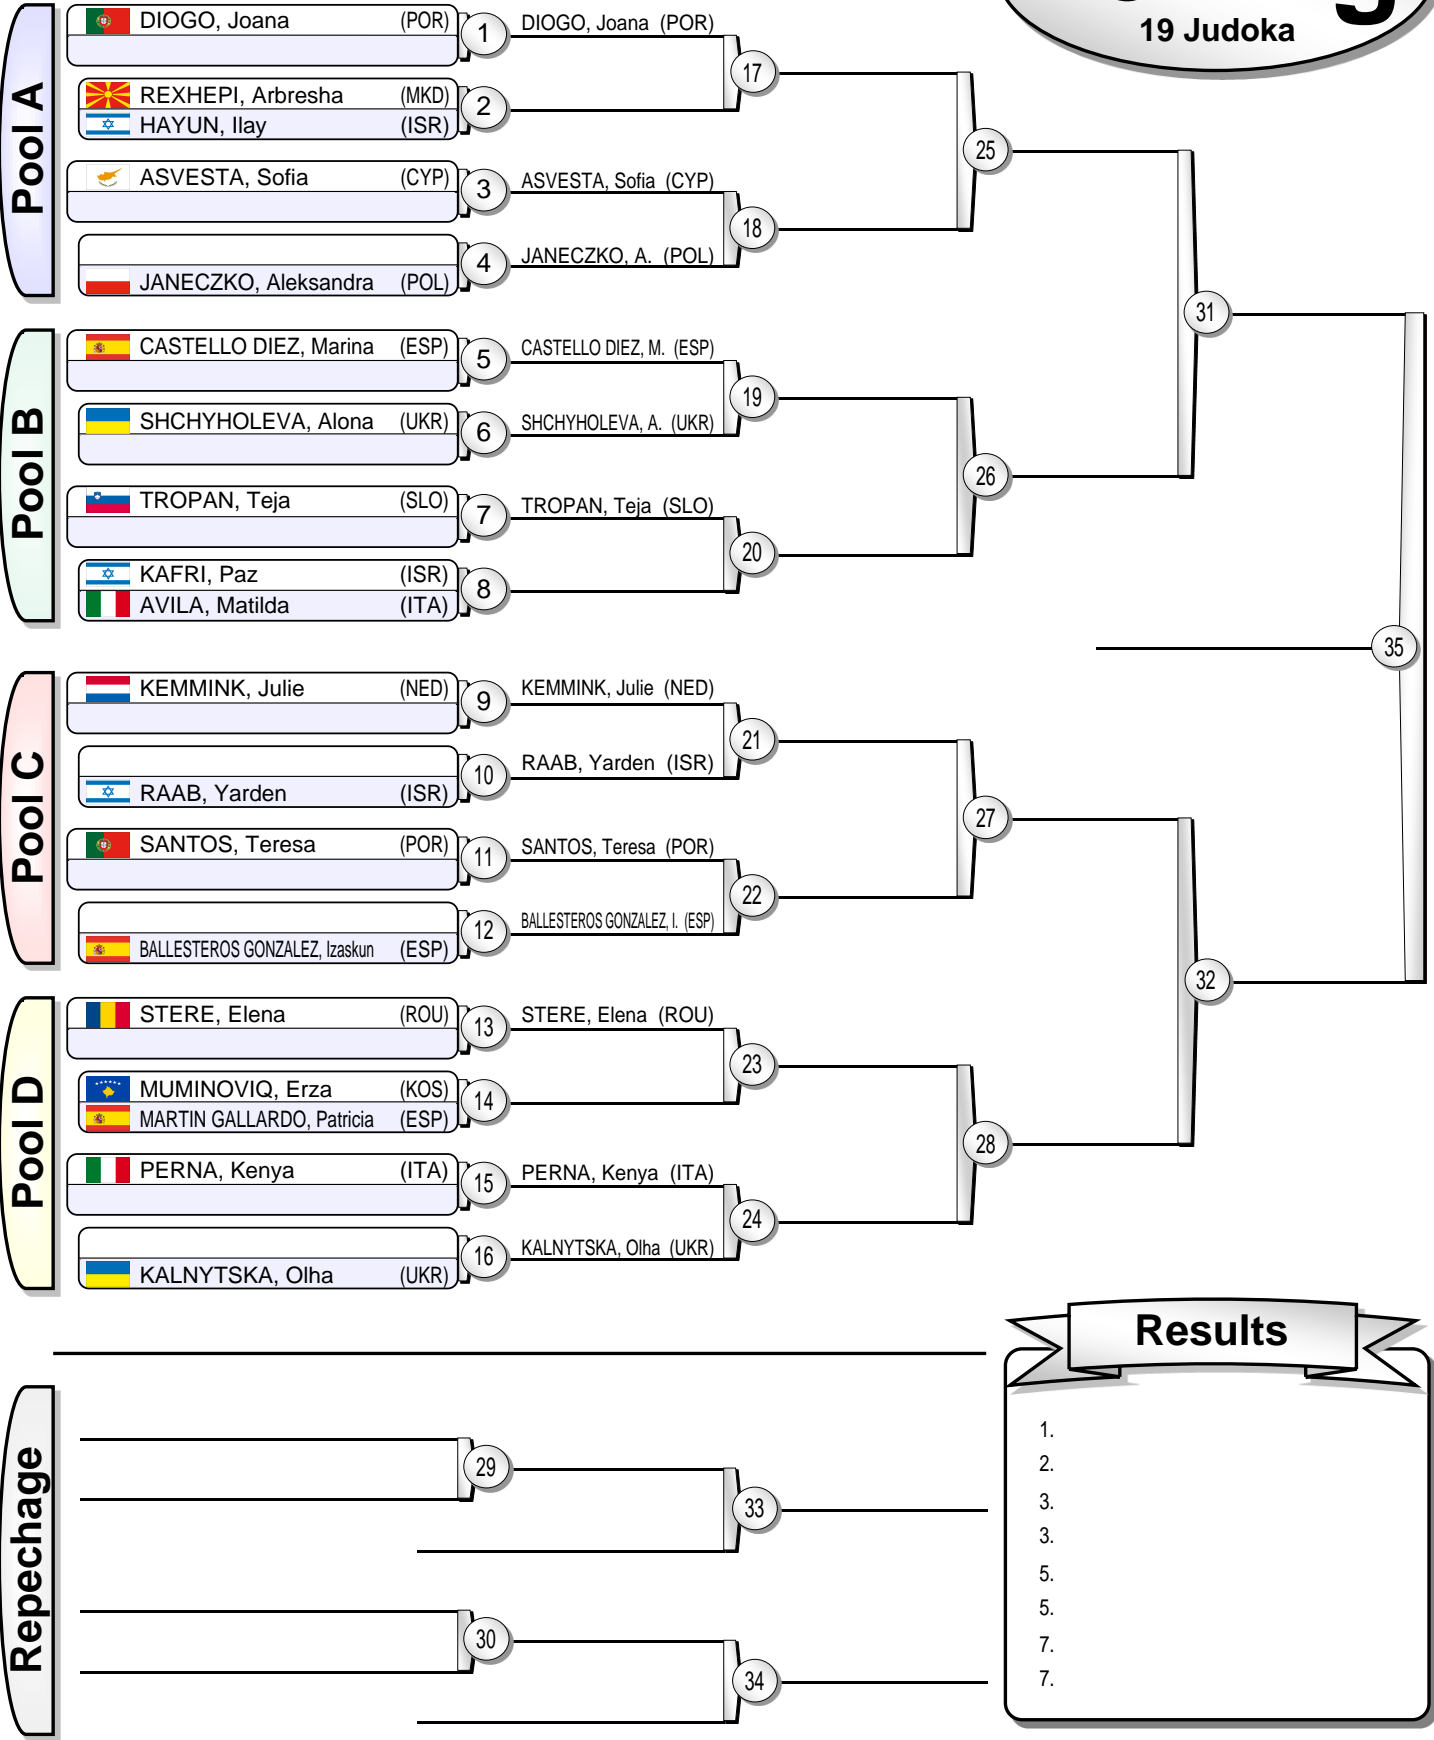 19 Judoka
Pool A
DIOGO, Joana (POR)
1
DIOGO, Joana (POR)
17
REXHEPI, Arbresha (MKD)
HAYUN, Ilay (ISR)
2
25
ASVESTA, Sofia (CYP)
3
ASVESTA, Sofia (CYP)
18
4
JANECZKO, A. (POL)
JANECZKO, Aleksandra (POL)
31
Pool B
CASTELLO DIEZ, Marina (ESP)
5
CASTELLO DIEZ, M. (ESP)
19
SHCHYHOLEVA, Alona (UKR)
6
SHCHYHOLEVA, A. (UKR)
26
TROPAN, Teja (SLO)
7
TROPAN, Teja (SLO)
20
KAFRI, Paz (ISR)
AVILA, Matilda (ITA)
8
35
Pool C
KEMMINK, Julie (NED)
9
KEMMINK, Julie (NED)
21
10
RAAB, Yarden (ISR)
RAAB, Yarden (ISR)
27
SANTOS, Teresa (POR)
11
SANTOS, Teresa (POR)
22
12
BALLESTEROS GONZALEZ, I. (ESP)
BALLESTEROS GONZALEZ, Izaskun (ESP)
32
Pool D
STERE, Elena (ROU)
13
STERE, Elena (ROU)
23
MUMINOVIQ, Erza (KOS)
MARTIN GALLARDO, Patricia (ESP)
14
28
PERNA, Kenya (ITA)
15
PERNA, Kenya (ITA)
24
16
KALNYTSKA, Olha (UKR)
KALNYTSKA, Olha (UKR)
Repechage
29
33
30
34
Results
1.
2.
3.
3.
5.
5.
7.
7.